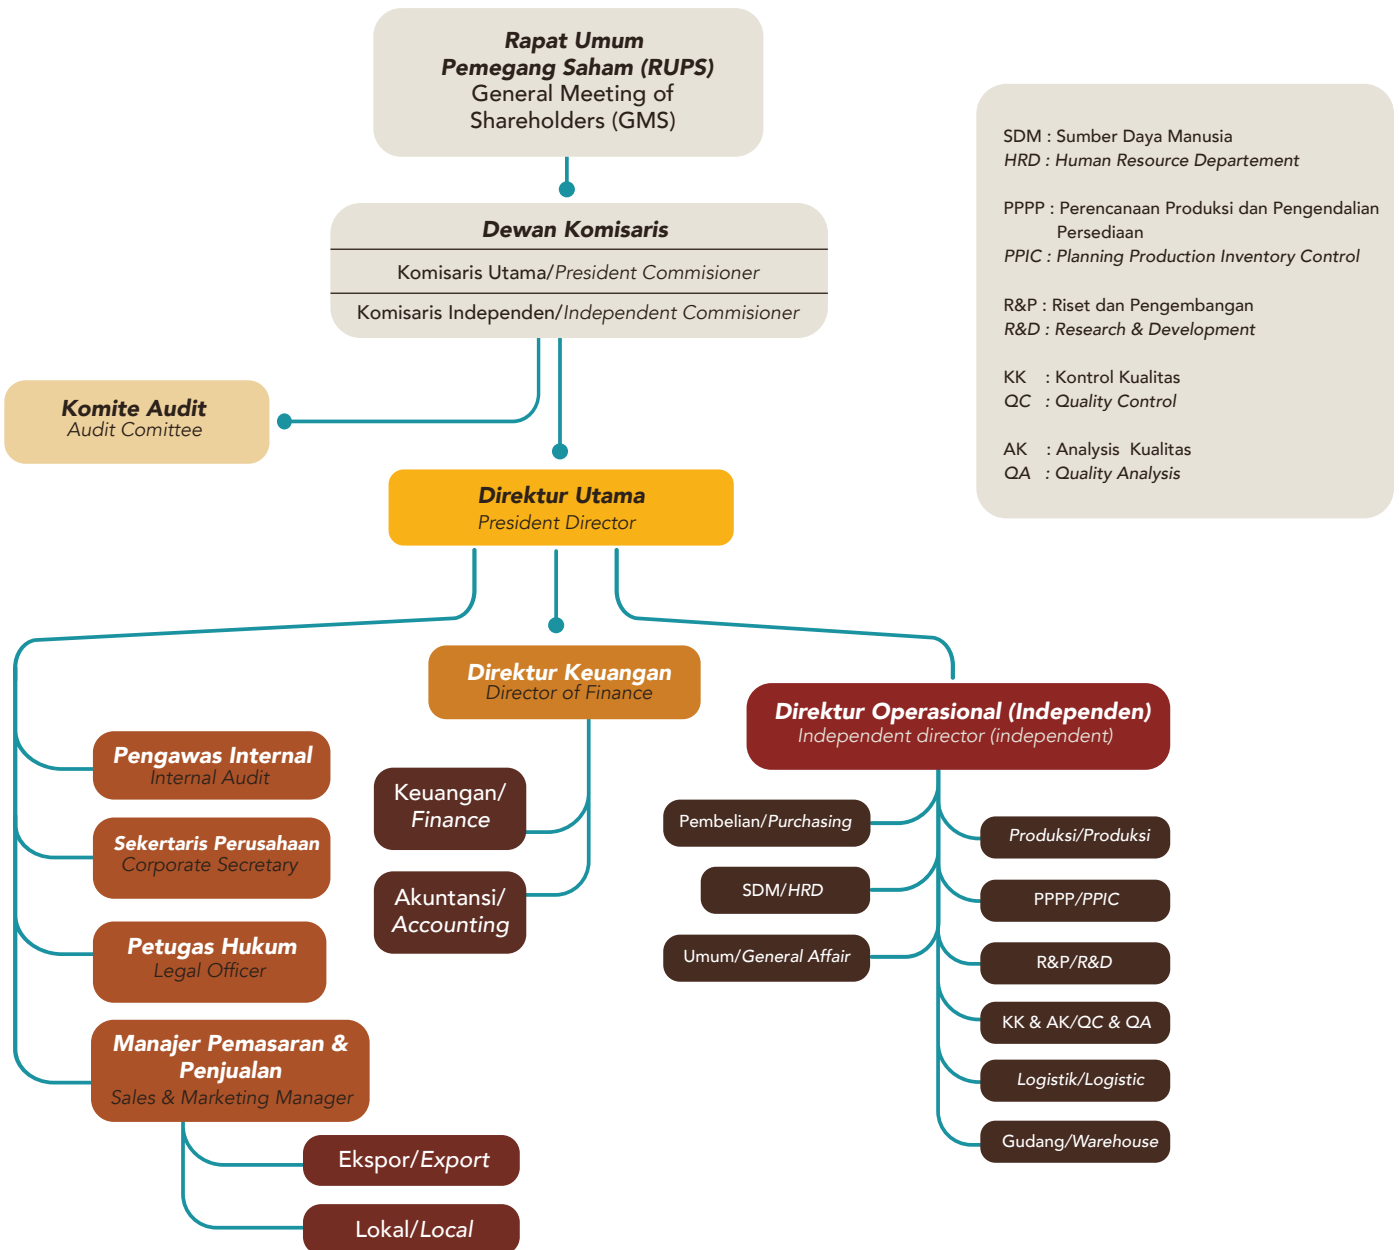 Rapat Umum
Pemegang Saham (RUPS)
General Meeting of
Shareholders (GMS)
Dewan Komisaris
Komisaris Utama/President Commisioner
Komisaris Independen/Independent Commisioner
SDM : Sumber Daya Manusia
HRD : Human Resource Departement
PPPP : Perencanaan Produksi dan Pengendalian
Persediaan
PPIC : Planning Production Inventory Control
R&P : Riset dan Pengembangan
R&D : Research & Development
KK : Kontrol Kualitas
QC : Quality Control
AK : Analysis Kualitas
QA : Quality Analysis
Komite Audit
Audit Comittee
Direktur Utama
President Director
Direktur Keuangan
Director of Finance
Direktur Operasional (Independen)
Independent director (independent)
Pengawas Internal
Internal Audit
Sekertaris Perusahaan
Corporate Secretary
Petugas Hukum
Legal Officer
Manajer Pemasaran &
Penjualan
Sales & Marketing Manager
Ekspor/Export
Lokal/Local
Keuangan/
Finance
Akuntansi/
Accounting
Pembelian/Purchasing
SDM/HRD
Umum/General Affair
Produksi/Produksi
PPPP/PPIC
R&P/R&D
KK & AK/QC & QA
Logistik/Logistic
Gudang/Warehouse